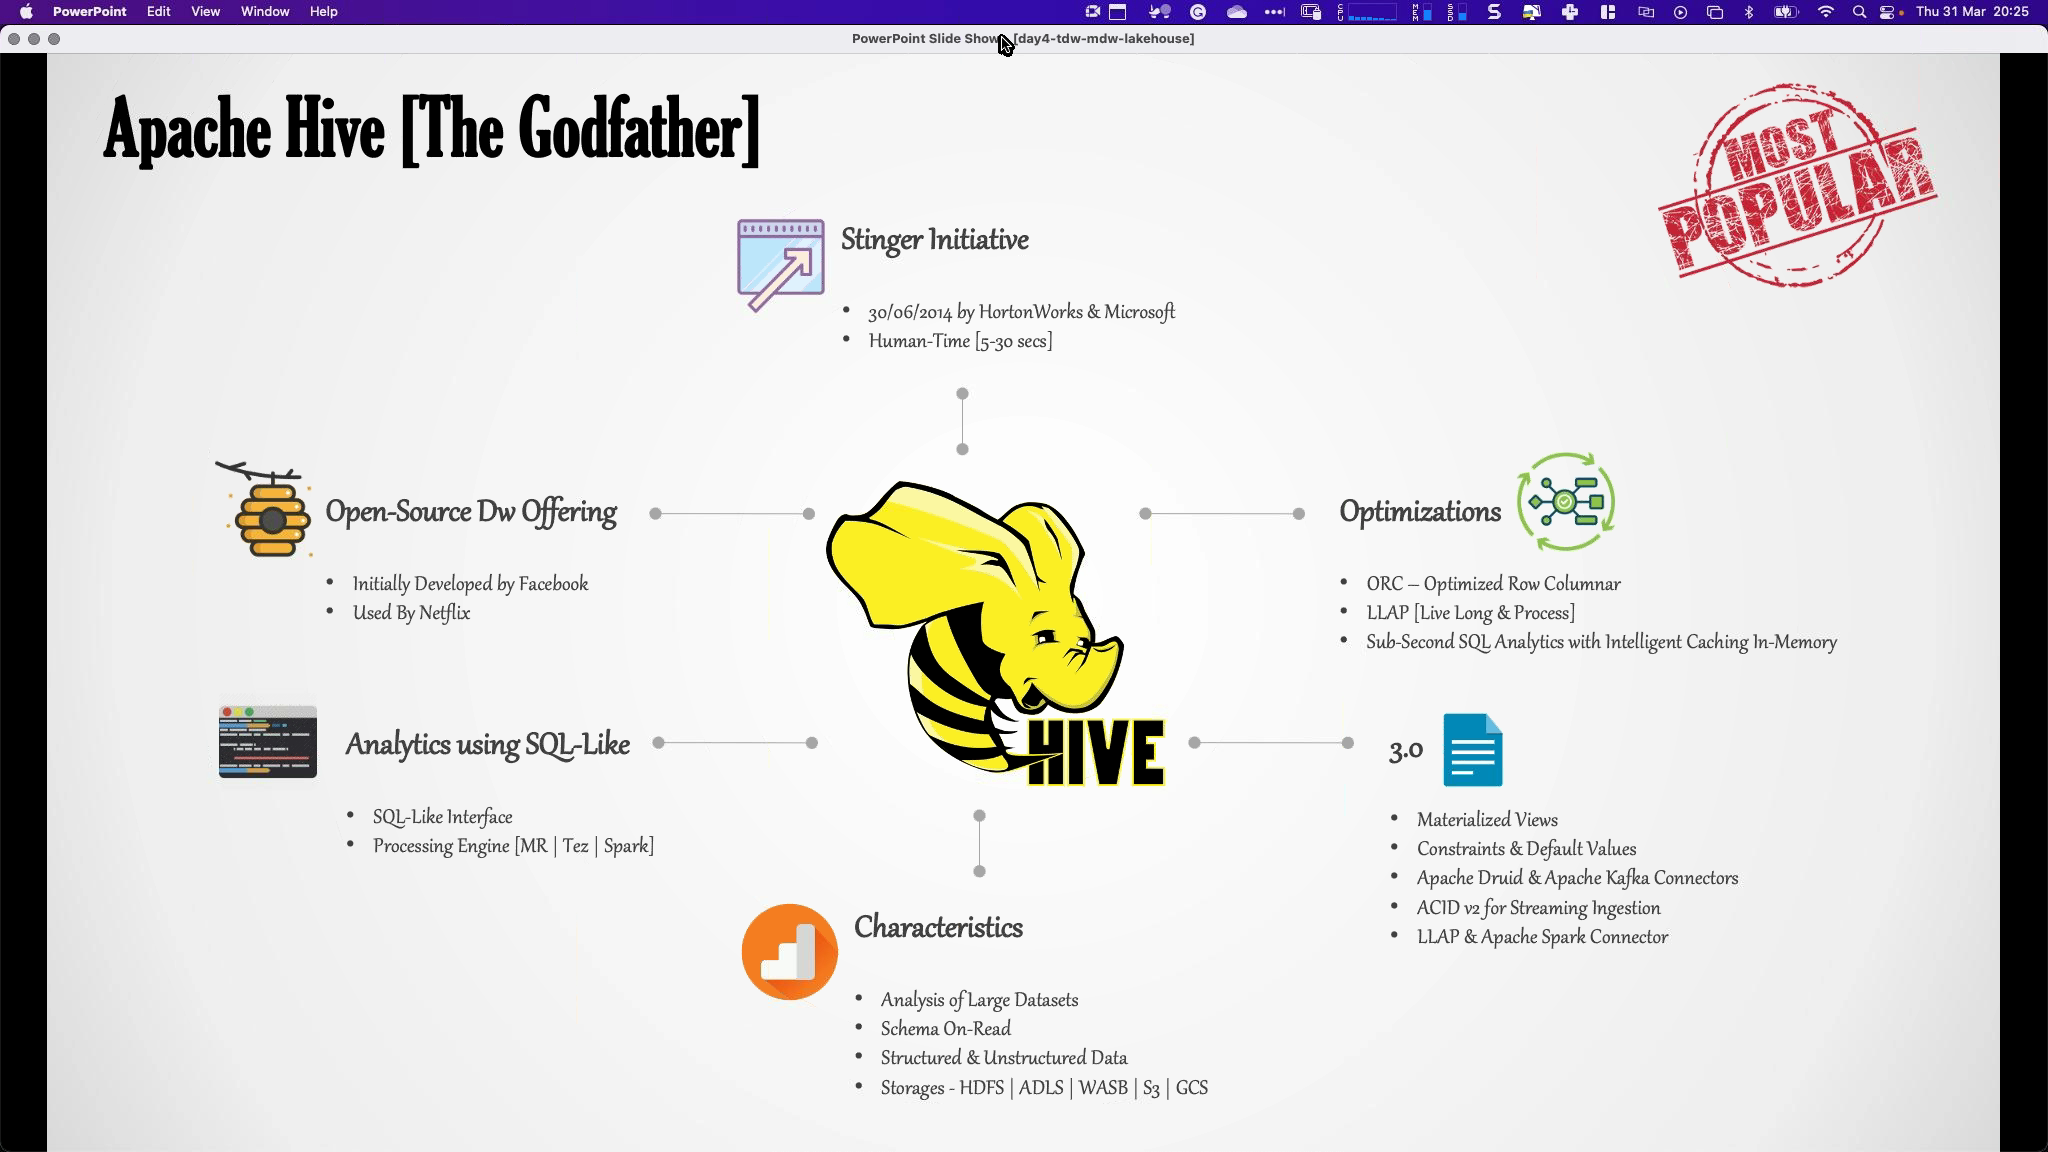 PowerPoint Edit View Window Help
CPU MEM SSD Thu 31 Mar 20:25
PowerPoint Slide Show [day4-tdw-mdw-lakehouse]
Apache Hive [The Godfather]
MOST
POPULAR
Stinger Initiative
• 30/06/2014 by HortonWorks & Microsoft
• Human-Time [5-30 secs]
Open-Source Dw Offering
• Initially Developed by Facebook
• Used By Netflix
Optimizations
• ORC – Optimized Row Columnar
• LLAP [Live Long & Process]
• Sub-Second SQL Analytics with Intelligent Caching In-Memory
HIVE
Analytics using SQL-Like
• SQL-Like Interface
• Processing Engine [MR | Tez | Spark]
3.0
• Materialized Views
• Constraints & Default Values
• Apache Druid & Apache Kafka Connectors
• ACID v2 for Streaming Ingestion
• LLAP & Apache Spark Connector
Characteristics
• Analysis of Large Datasets
• Schema On-Read
• Structured & Unstructured Data
• Storages - HDFS | ADLS | WASB | S3 | GCS